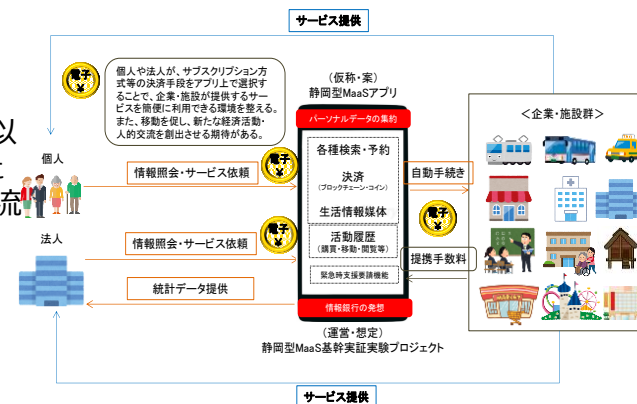 サービス提供
電子
¥
個人や法人が、サブスクリプション方
式等の決済手段をアプリ上で選択す
ることで、企業・施設が提供するサー
ビスを簡便に利用できる環境を整える。
また、移動を促し、新たな経済活動・
人的交流を創出させる期待がある。
(仮称・案)
静岡型MaaSアプリ
パーソナルデータの集約
<企業・施設群>
以
と
流
個人
情報照会・サービス依頼
電子
¥
各種検索・予約
決済
(ブロックチェーン・コイン)
生活情報媒体
自動手続き
電子
¥
法人
情報照会・サービス依頼
電子
¥
活動履歴
(購買・移動・閲覧等)
提携手数料
緊急時支援要請機能
統計データ提供
情報銀行の発想
(運営・想定)
静岡型MaaS基幹実証実験プロジェクト
サービス提供